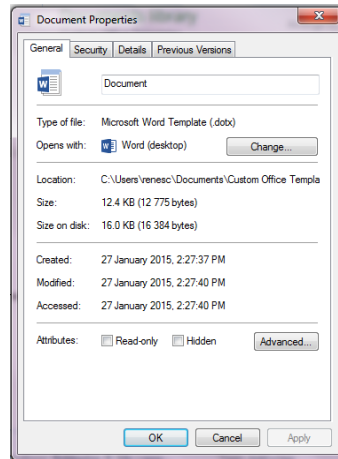 Document Properties
General Security Details Previous Versions
Document
Type of file: Microsoft Word Template (.dotx)
Opens with: Word (desktop) Change...
Location: C:\Users\renesc\Documents\Custom Office Templa
Size: 12.4 KB (12 775 bytes)
Size on disk: 16.0 KB (16 384 bytes)
Created: 27 January 2015, 2:27:37 PM
Modified: 27 January 2015, 2:27:40 PM
Accessed: 27 January 2015, 2:27:40 PM
Attributes: Read-only Hidden Advanced...
OK Cancel Apply